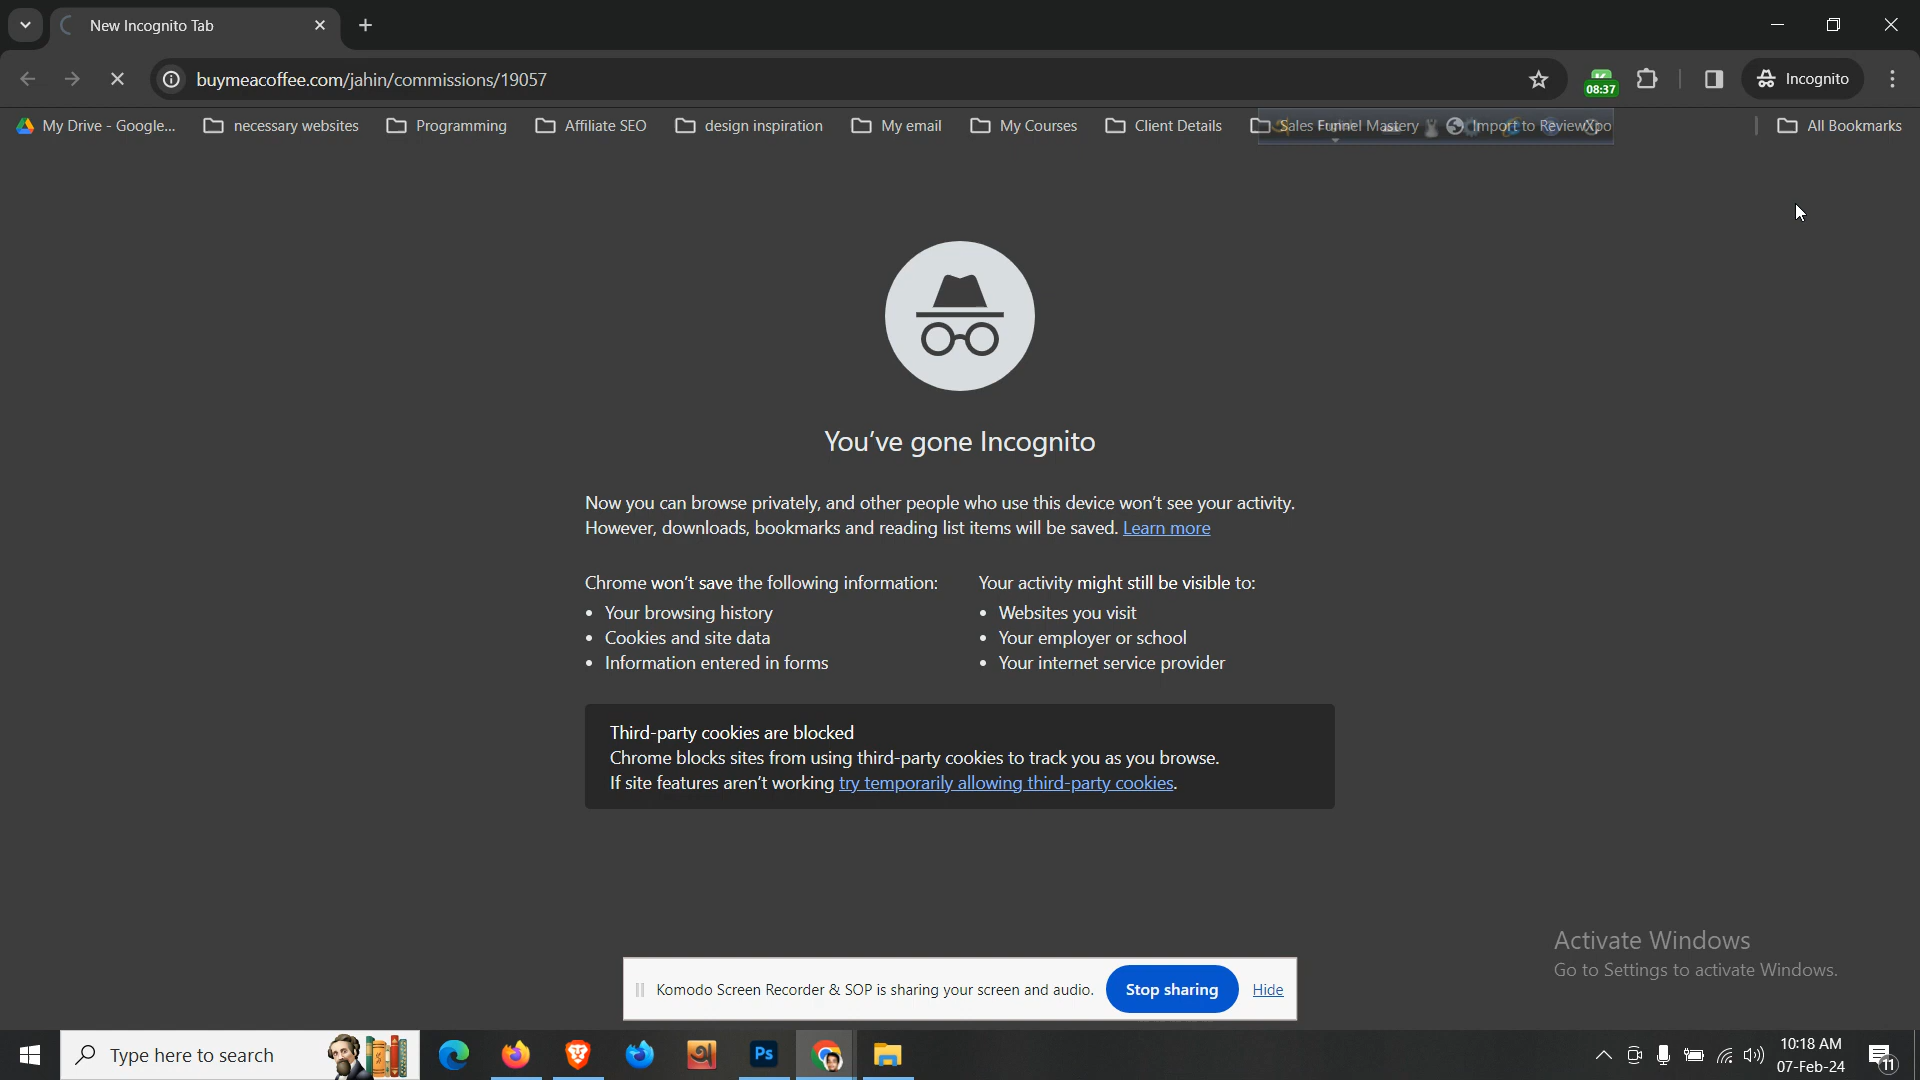 New Incognito Tab
buymeacoffee.com/jahin/commissions/19057
08:37
Incognito
My Drive - Google...
necessary websites
Programming
Affiliate SEO
design inspiration
My email
My Courses
Client Details
Sales Funnel Mastery
Import to ReviewXpo
All Bookmarks
You've gone Incognito
Now you can browse privately, and other people who use this device won't see your activity.
However, downloads, bookmarks and reading list items will be saved. Learn more
Chrome won't save the following information:
• Your browsing history
• Cookies and site data
• Information entered in forms
Your activity might still be visible to:
• Websites you visit
• Your employer or school
• Your internet service provider
Third-party cookies are blocked
Chrome blocks sites from using third-party cookies to track you as you browse.
If site features aren't working try temporarily allowing third-party cookies.
Activate Windows
Go to Settings to activate Windows.
Komodo Screen Recorder & SOP is sharing your screen and audio.
Stop sharing
Hide
Type here to search
Ps
10:18 AM
07-Feb-24
11